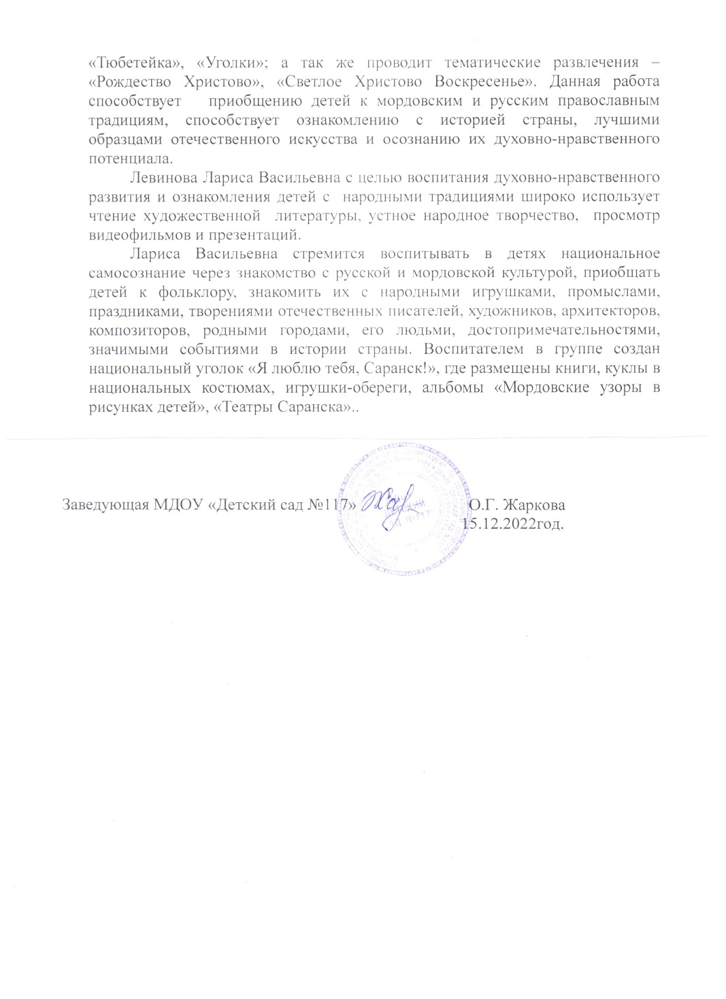 «Тюбетейка», «Уголки»; а так же проводит тематические развлечения –
«Рождество Христово», «Светлое Христово Воскресенье». Данная работа
способствует приобщению детей к мордовским и русским православным
традициям, способствует ознакомлению с историей страны, лучшими
образцами отечественного искусства и осознанию их духовно-нравственного
потенциала.
Левинова Лариса Васильевна с целью воспитания духовно-нравственного
развития и ознакомления детей с народными традициями широко использует
чтение художественной литературы, устное народное творчество, просмотр
видеофильмов и презентаций.
Лариса Васильевна стремится воспитывать в детях национальное
самосознание через знакомство с русской и мордовской культурой, приобщать
детей к фольклору, знакомить их с народными игрушками, промыслами,
праздниками, творениями отечественных писателей, художников, архитекторов,
композиторов, родными городами, его людьми, достопримечательностями,
значимыми событиями в истории страны. Воспитателем в группе создан
национальный уголок «Я люблю тебя, Саранск!», где размещены книги, куклы в
национальных костюмах, игрушки-обереги, альбомы «Мордовские узоры в
рисунках детей», «Театры Саранска»..
Заведующая МДОУ «Детский сад №117» О.Г. Жаркова
15.12.2022год.